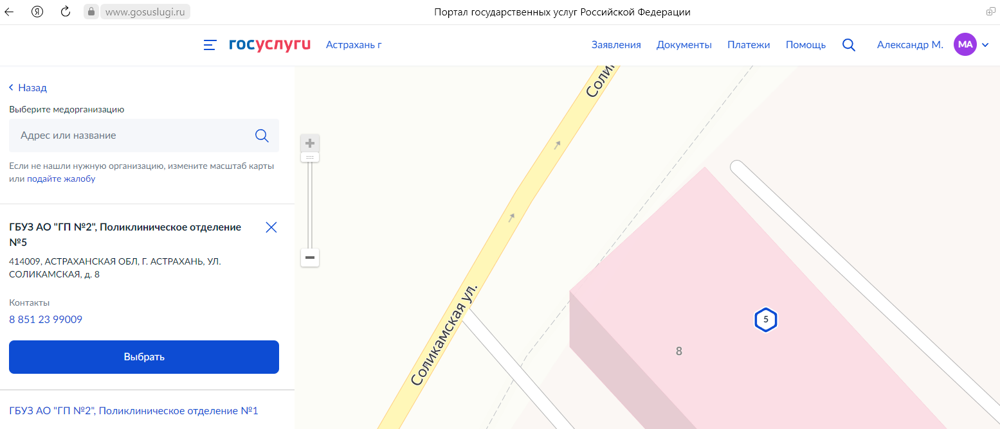 www.gosuslugi.ru
Портал государственных услуг Российской Федерации
госуслуги
Астрахань г
Заявления
Документы
Платежи
Помощь
Александр М.
МА
Назад
Выберите медорганизацию
Адрес или название
Если не нашли нужную организацию, измените масштаб карты
или подайте жалобу
ГБУЗ АО "ГП №2", Поликлиническое отделение
№5
414009, АСТРАХАНСКАЯ ОБЛ, Г. АСТРАХАНЬ, УЛ.
СОЛИКАМСКАЯ, д. 8
Контакты
8 851 23 99009
Выбрать
ГБУЗ АО "ГП №2", Поликлиническое отделение №1
Соли
Соликамская ул.
5
8